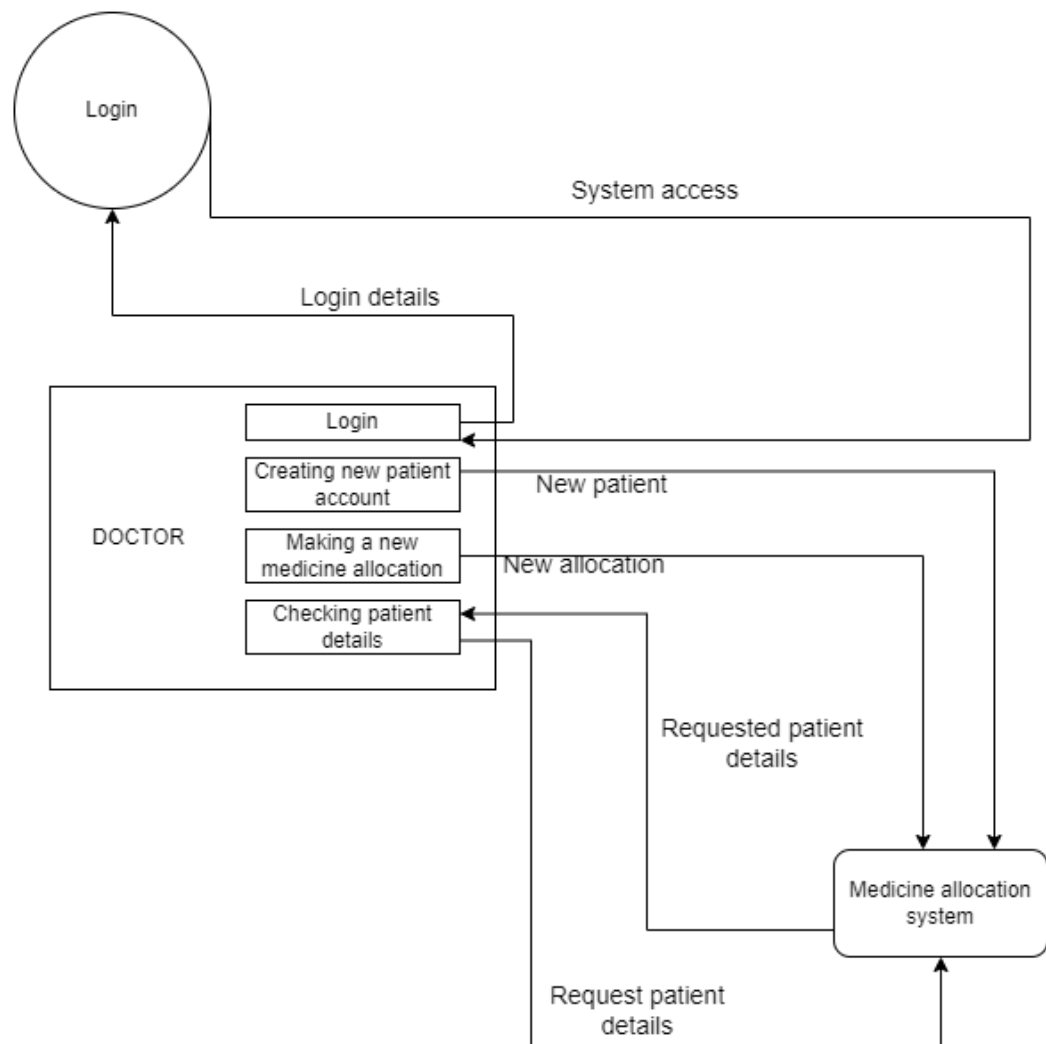 Login
System access
Login details
Login
Creating new patient
account
New patient
DOCTOR
Making a new
medicine allocation
New allocation
Checking patient
details
Requested patient
details
Medicine allocation
system
Request patient
details